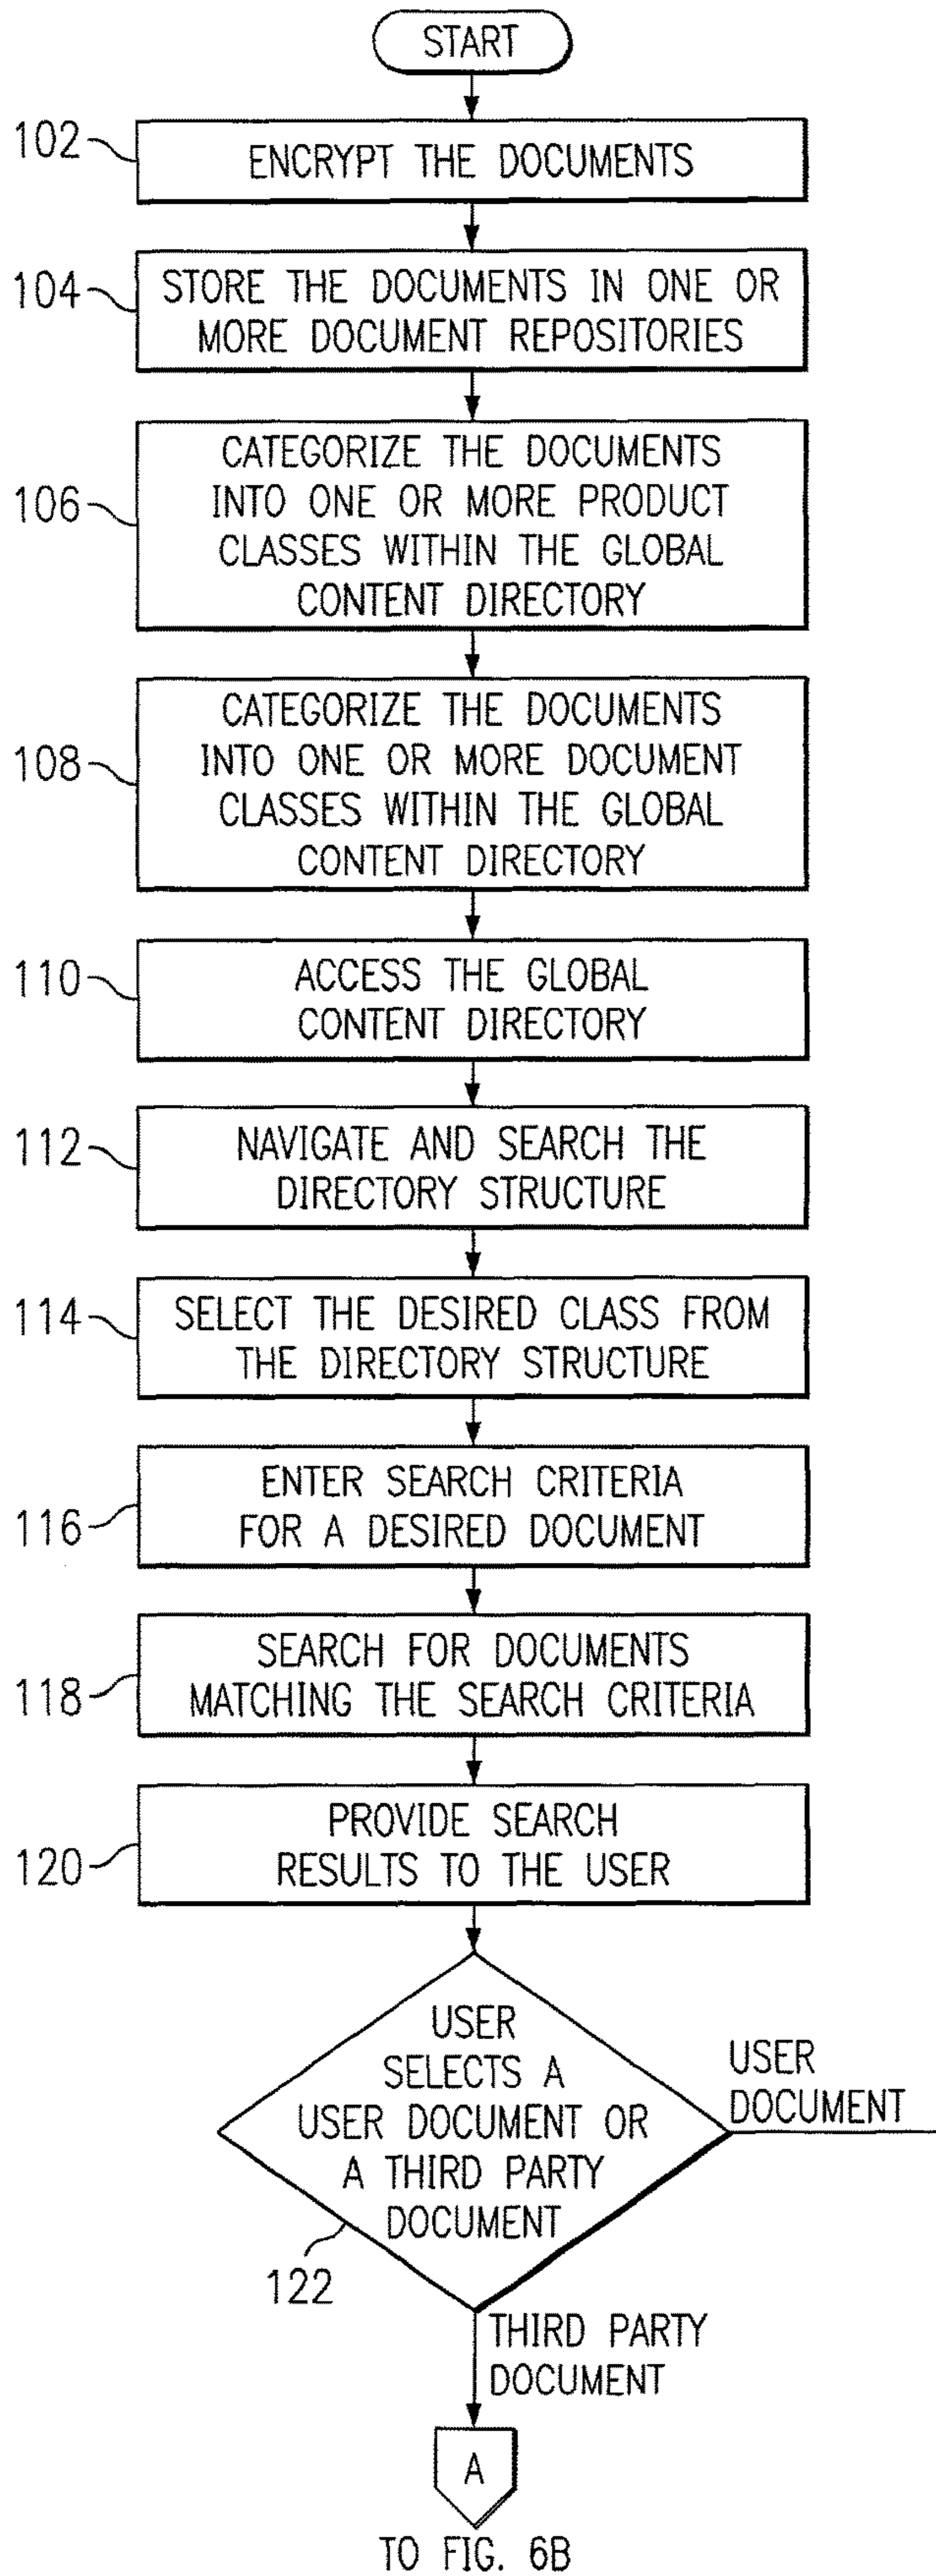 START
102
ENCRYPT THE DOCUMENTS
104
STORE THE DOCUMENTS IN ONE OR
MORE DOCUMENT REPOSITORIES
106
CATEGORIZE THE DOCUMENTS
INTO ONE OR MORE PRODUCT
CLASSES WITHIN THE GLOBAL
CONTENT DIRECTORY
108
CATEGORIZE THE DOCUMENTS
INTO ONE OR MORE DOCUMENT
CLASSES WITHIN THE GLOBAL
CONTENT DIRECTORY
110
ACCESS THE GLOBAL
CONTENT DIRECTORY
112
NAVIGATE AND SEARCH THE
DIRECTORY STRUCTURE
114
SELECT THE DESIRED CLASS FROM
THE DIRECTORY STRUCTURE
116
ENTER SEARCH CRITERIA
FOR A DESIRED DOCUMENT
118
SEARCH FOR DOCUMENTS
MATCHING THE SEARCH CRITERIA
120
PROVIDE SEARCH
RESULTS TO THE USER
USER
SELECTS A
USER DOCUMENT OR
A THIRD PARTY
DOCUMENT
122
USER
DOCUMENT
THIRD PARTY
DOCUMENT
A
TO FIG. 6B